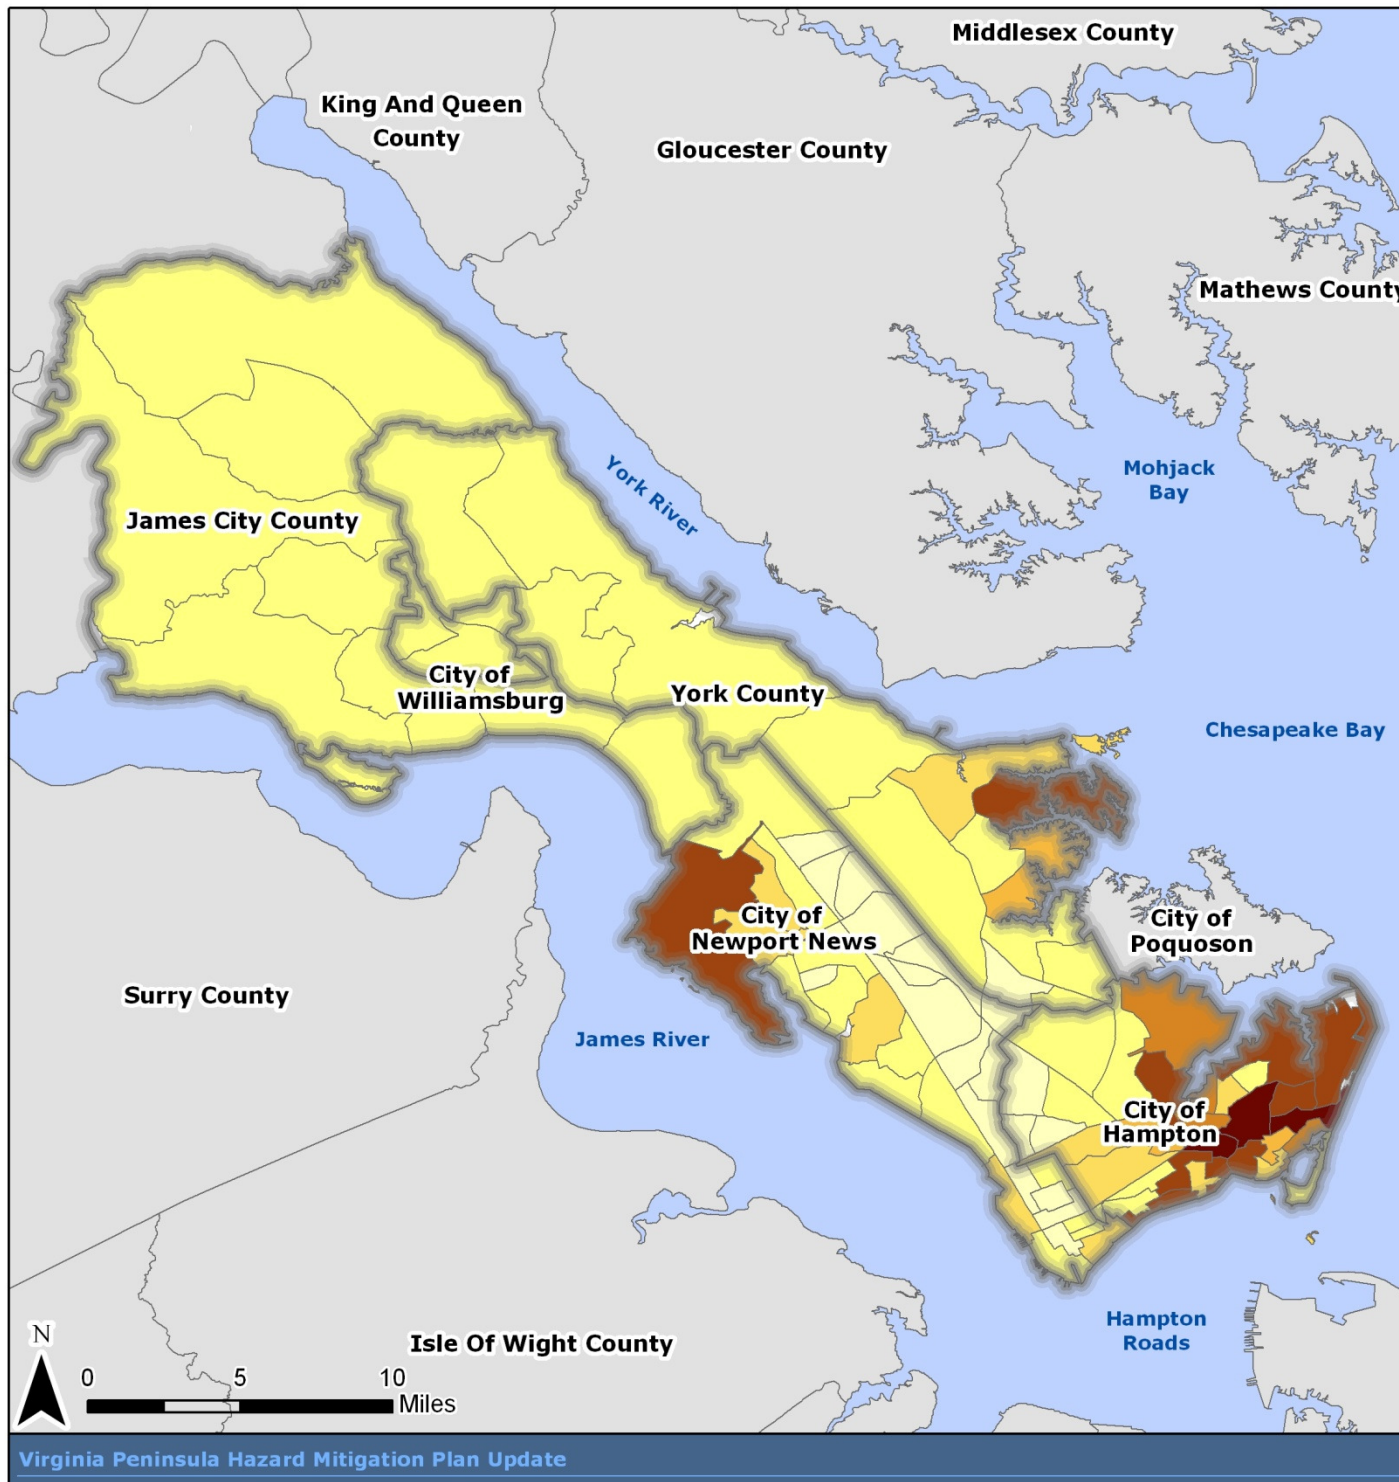 Middlesex County
King And Queen
County
Gloucester County
Mathews County
York River
Mohjack
Bay
James City County
City of
Williamsburg
York County
Chesapeake Bay
City of
Newport News
City of
Poquoson
Surry County
James River
City of
Hampton
Hampton
Roads
Isle Of Wight County
N
0 5 10
Miles
Virginia Peninsula Hazard Mitigation Plan Update